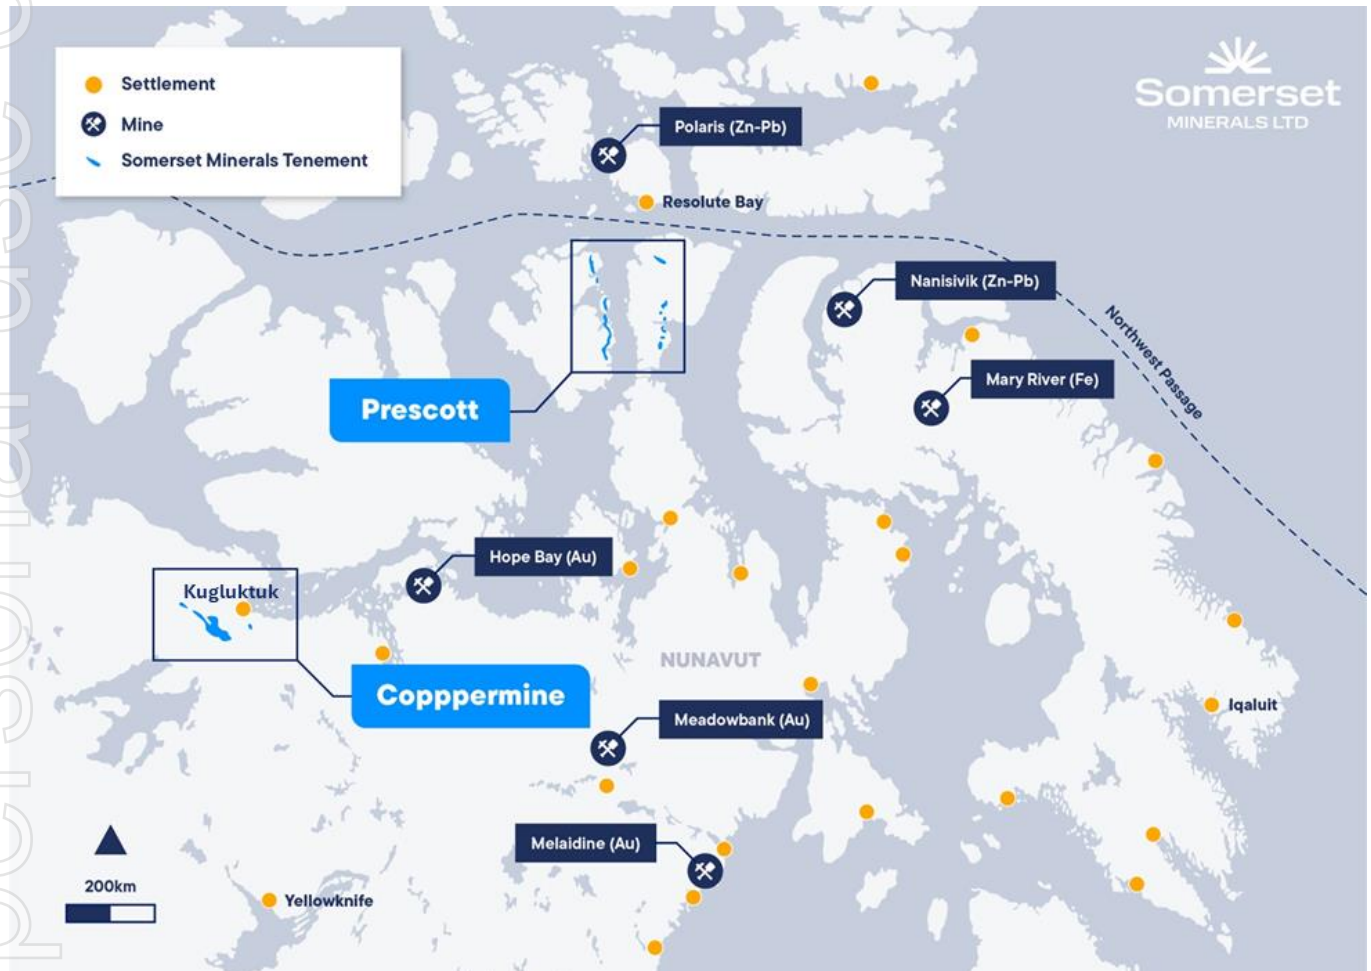 Settlement
Mine
Somerset Minerals Tenement
Somerset
MINERALS LTD
Polaris (Zn-Pb)
Resolute Bay
Nanisivik (Zn-Pb)
Northwest Passage
Mary River (Fe)
Prescott
Hope Bay (Au)
Kugluktuk
NUNAVUT
Copppermine
Iqaluit
Meadowbank (Au)
Melaidine (Au)
200km
Yellowknife